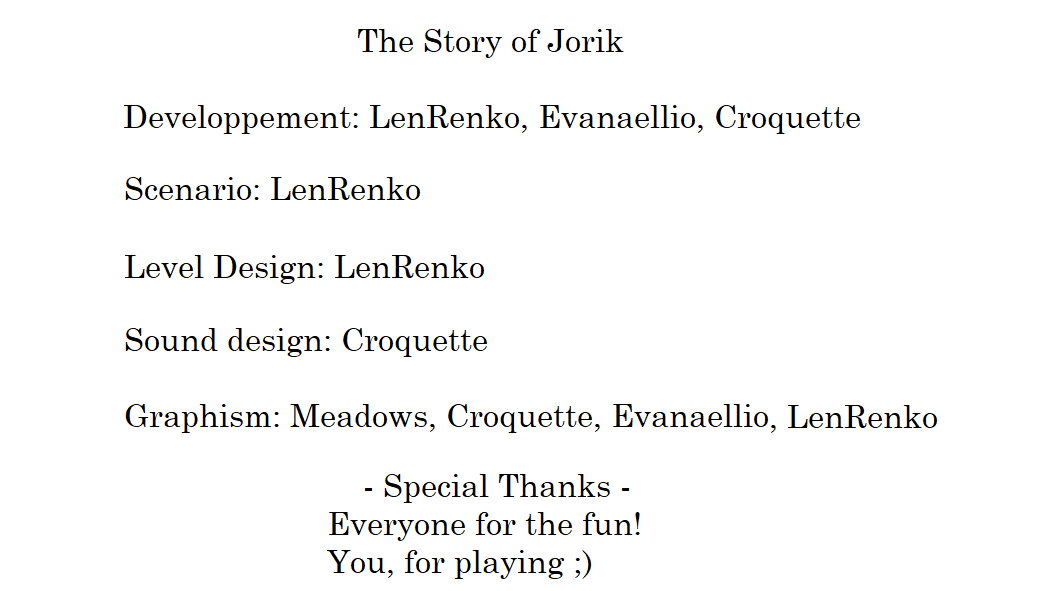 The Story of Jorik
Developpement: LenRenko, Evanaellio, Croquette
Scenario: LenRenko
Level Design: LenRenko
Sound design: Croquette
Graphism: Meadows, Croquette, Evanaellio, LenRenko
- Special Thanks -
Everyone for the fun!
You, for playing ;)